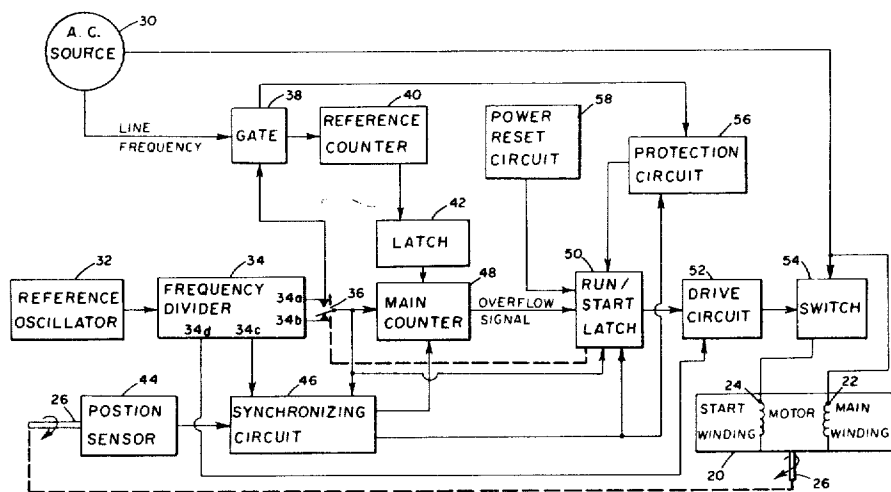 A. C.
SOURCE
30
LINE
FREQUENCY
38
GATE
40
REFERENCE
COUNTER
58
POWER
RESET
CIRCUIT
56
PROTECTION
CIRCUIT
42
LATCH
32
REFERENCE
OSCILLATOR
34
FREQUENCY
DIVIDER
34a
34b
34c
34d
36
48
MAIN
COUNTER
OVERFLOW
SIGNAL
50
RUN/
START
LATCH
52
DRIVE
CIRCUIT
54
SWITCH
26
44
POSTION
SENSOR
46
SYNCHRONIZING
CIRCUIT
24
22
START
WINDING
MOTOR
MAIN
WINDING
20
26